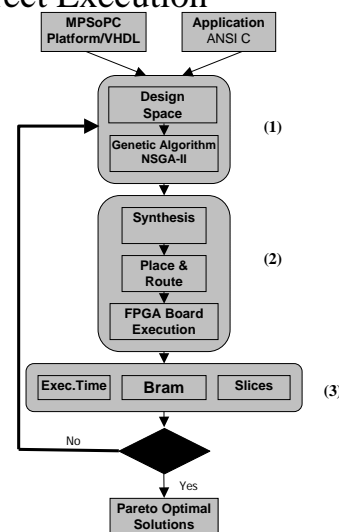 ect Execution
MPSoPC
Platform/VHDL
Application
ANSI C
Design
Space
(1)
Genetic Algorithm
NSGA-II
Synthesis
(2)
Place &
Route
FPGA Board
Execution
Exec.Time
Bram
Slices
(3)
No
Yes
Pareto Optimal
Solutions